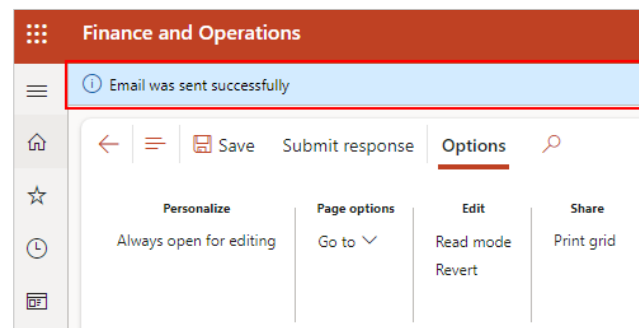 Finance and Operations
Email was sent successfully
Save Submit response Options
Personalize Page options Edit Share
Always open for editing Go to Read mode Print grid
Revert